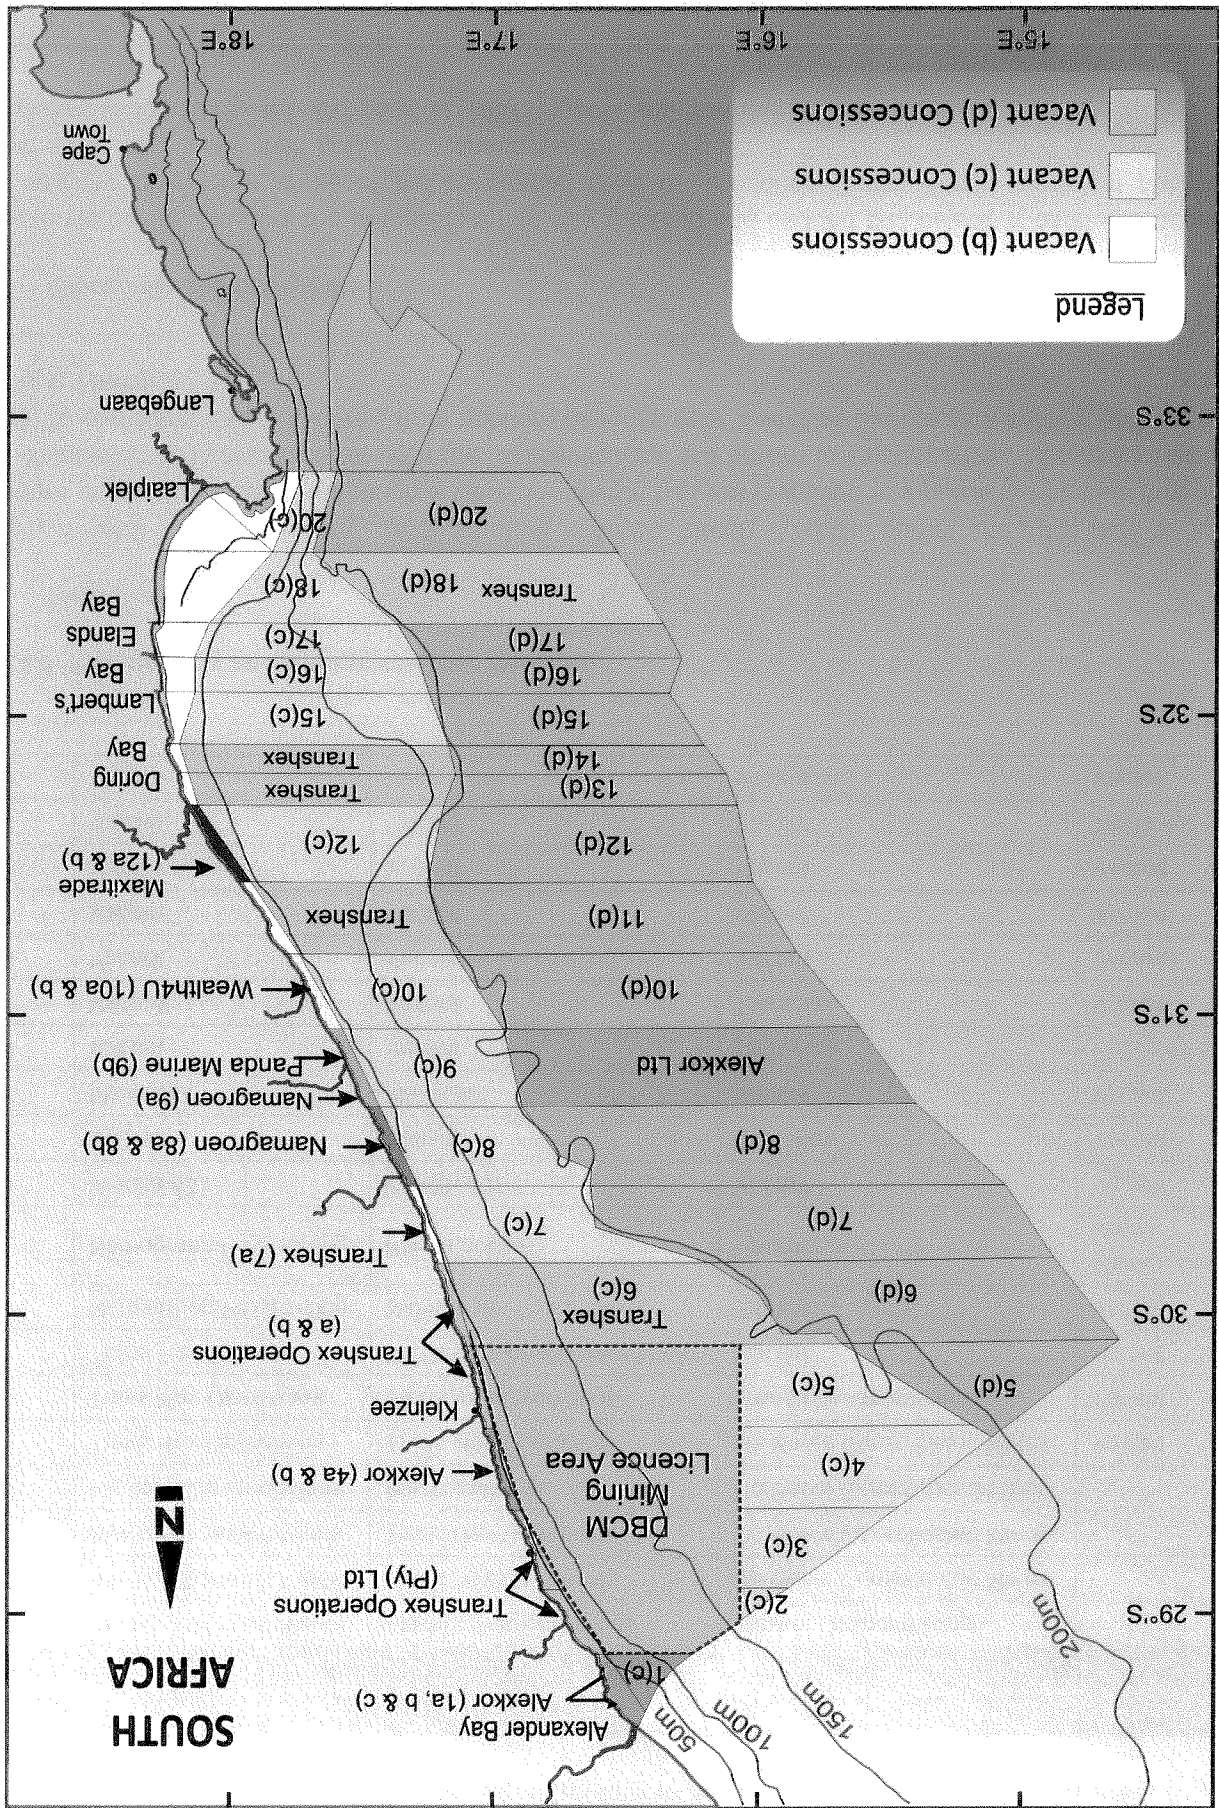 SOUTH
AFRICA
N
Alexander Bay
Alexkor (1a, b & c)
Transhex Operations
(Pty) Ltd
Alexkor (4a & b)
Kleinzee
Transhex Operations
(a & b)
Transhex (7a)
Namagroen (8a & 8b)
Namagroen (9a)
Panda Marine (9b)
Wealth4U (10a & b)
Maxitrade
(12a & b)
Doring
Bay
Lambert's
Bay
Elands
Bay
Laaiplek
Langebaan
Cape
Town
50m
100m
150m
200m
1(c)
2(c)
3(c)
4(c)
5(c)
5(d)
DBCM
Mining
Licence Area
Transhex
6(c)
6(d)
7(c)
7(d)
8(c)
8(d)
9(c)
Alexkor Ltd
10(c)
10(d)
Transhex
11(d)
12(c)
12(d)
Transhex
13(d)
Transhex
14(d)
15(c)
15(d)
16(c)
16(d)
17(c)
17(d)
18(c)
18(d)
Transhex
20(c)
20(d)
29°S
30°S
31°S
32°S
33°S
Legend
Vacant (b) Concessions
Vacant (c) Concessions
Vacant (d) Concessions
15°E
16°E
17°E
18°E